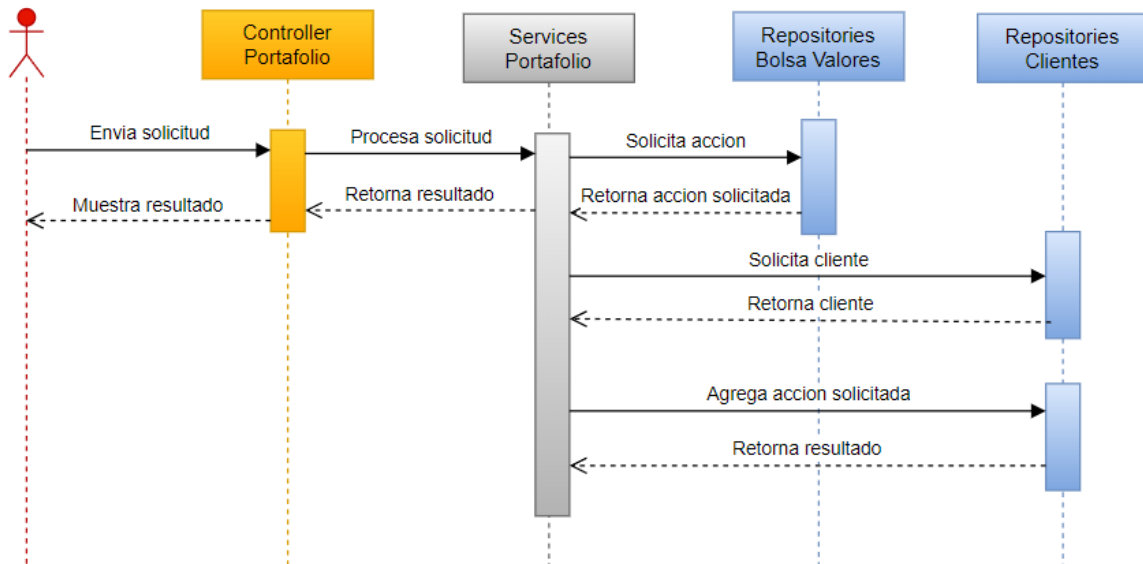 Controller
Portafolio
Services
Portafolio
Repositories
Bolsa Valores
Repositories
Clientes
Envia solicitud
Procesa solicitud
Solicita accion
Muestra resultado
Retorna resultado
Retorna accion solicitada
Solicita cliente
Retorna cliente
Agrega accion solicitada
Retorna resultado